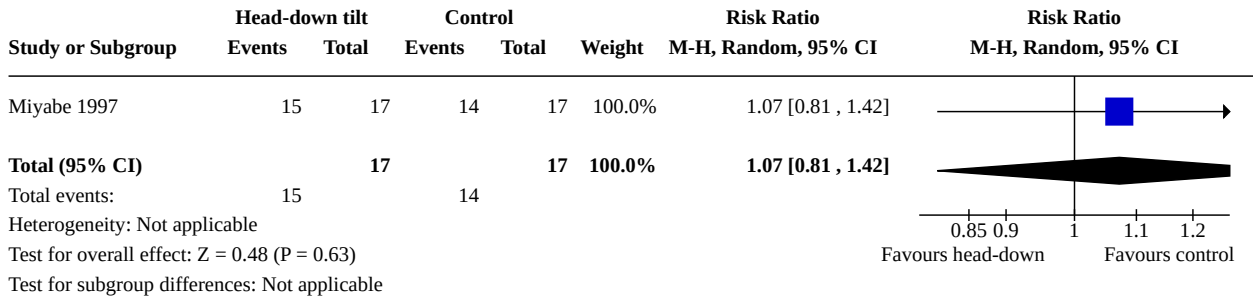 Head-down tilt Control Risk Ratio Risk Ratio
Study or Subgroup Events Total Events Total Weight M-H, Random, 95% CI M-H, Random, 95% CI
Miyabe 1997 15 17 14 17 100.0% 1.07 [0.81 , 1.42]
Total (95% CI) 17 17 100.0% 1.07 [0.81 , 1.42]
Total events: 15 14
Heterogeneity: Not applicable
0.85 0.9 1 1.1 1.2
Test for overall effect: Z = 0.48 (P = 0.63) Favours head-down Favours control
Test for subgroup differences: Not applicable